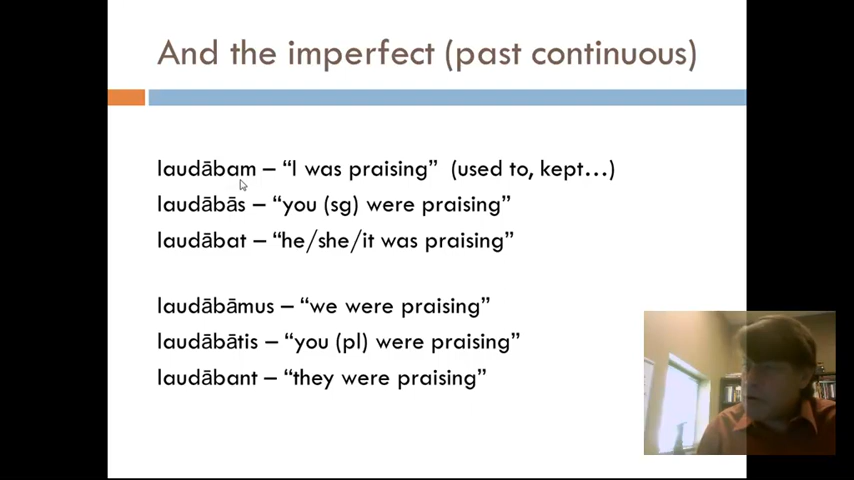 And the imperfect (past continuous)
laudābam – “I was praising” (used to, kept…)
laudābās – “you (sg) were praising”
laudābat – “he/she/it was praising”
laudābāmus – “we were praising”
laudābātis – “you (pl) were praising”
laudābant – “they were praising”